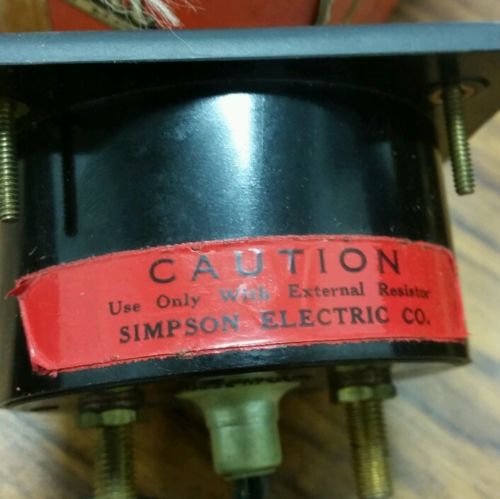 CAUTION
Use Only With External Resistor
SIMPSON ELECTRIC CO.